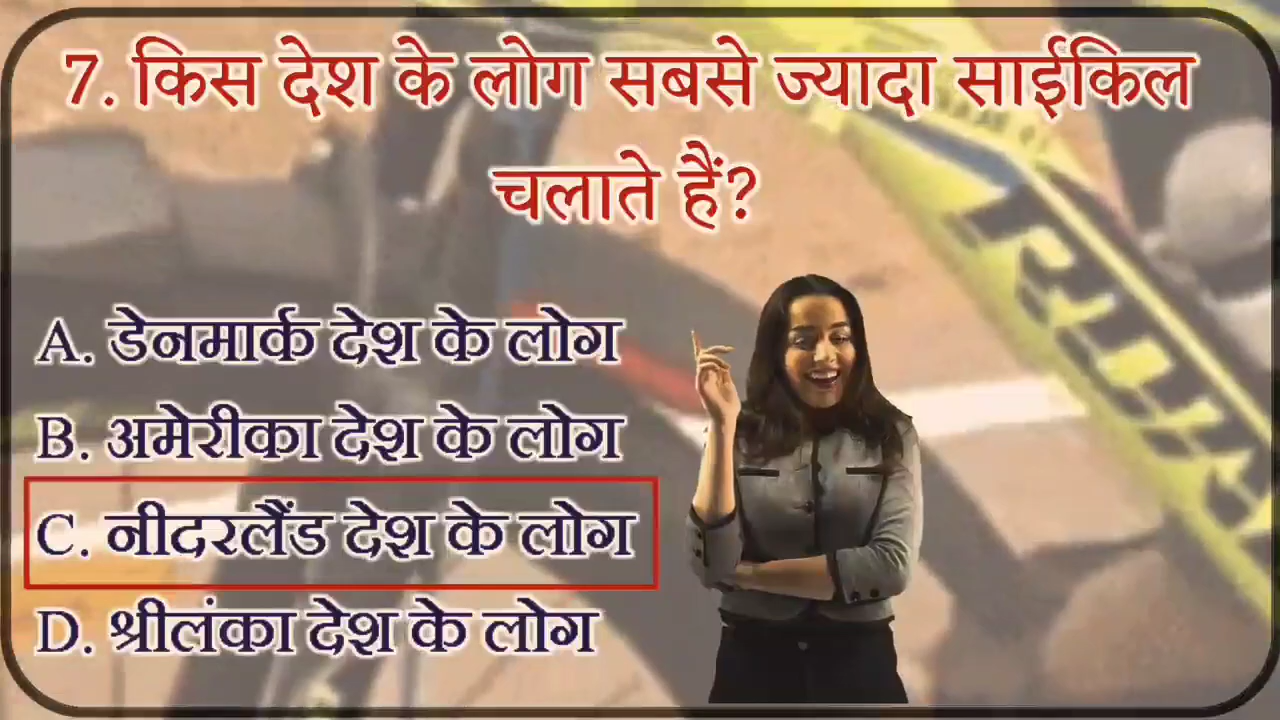 7. किस देश के लोग सबसे ज्यादा साईकिल
चलाते हैं?
A. डेनमार्क देश के लोग
B. अमेरीका देश के लोग
C. नीदरलैंड देश के लोग
D. श्रीलंका देश के लोग